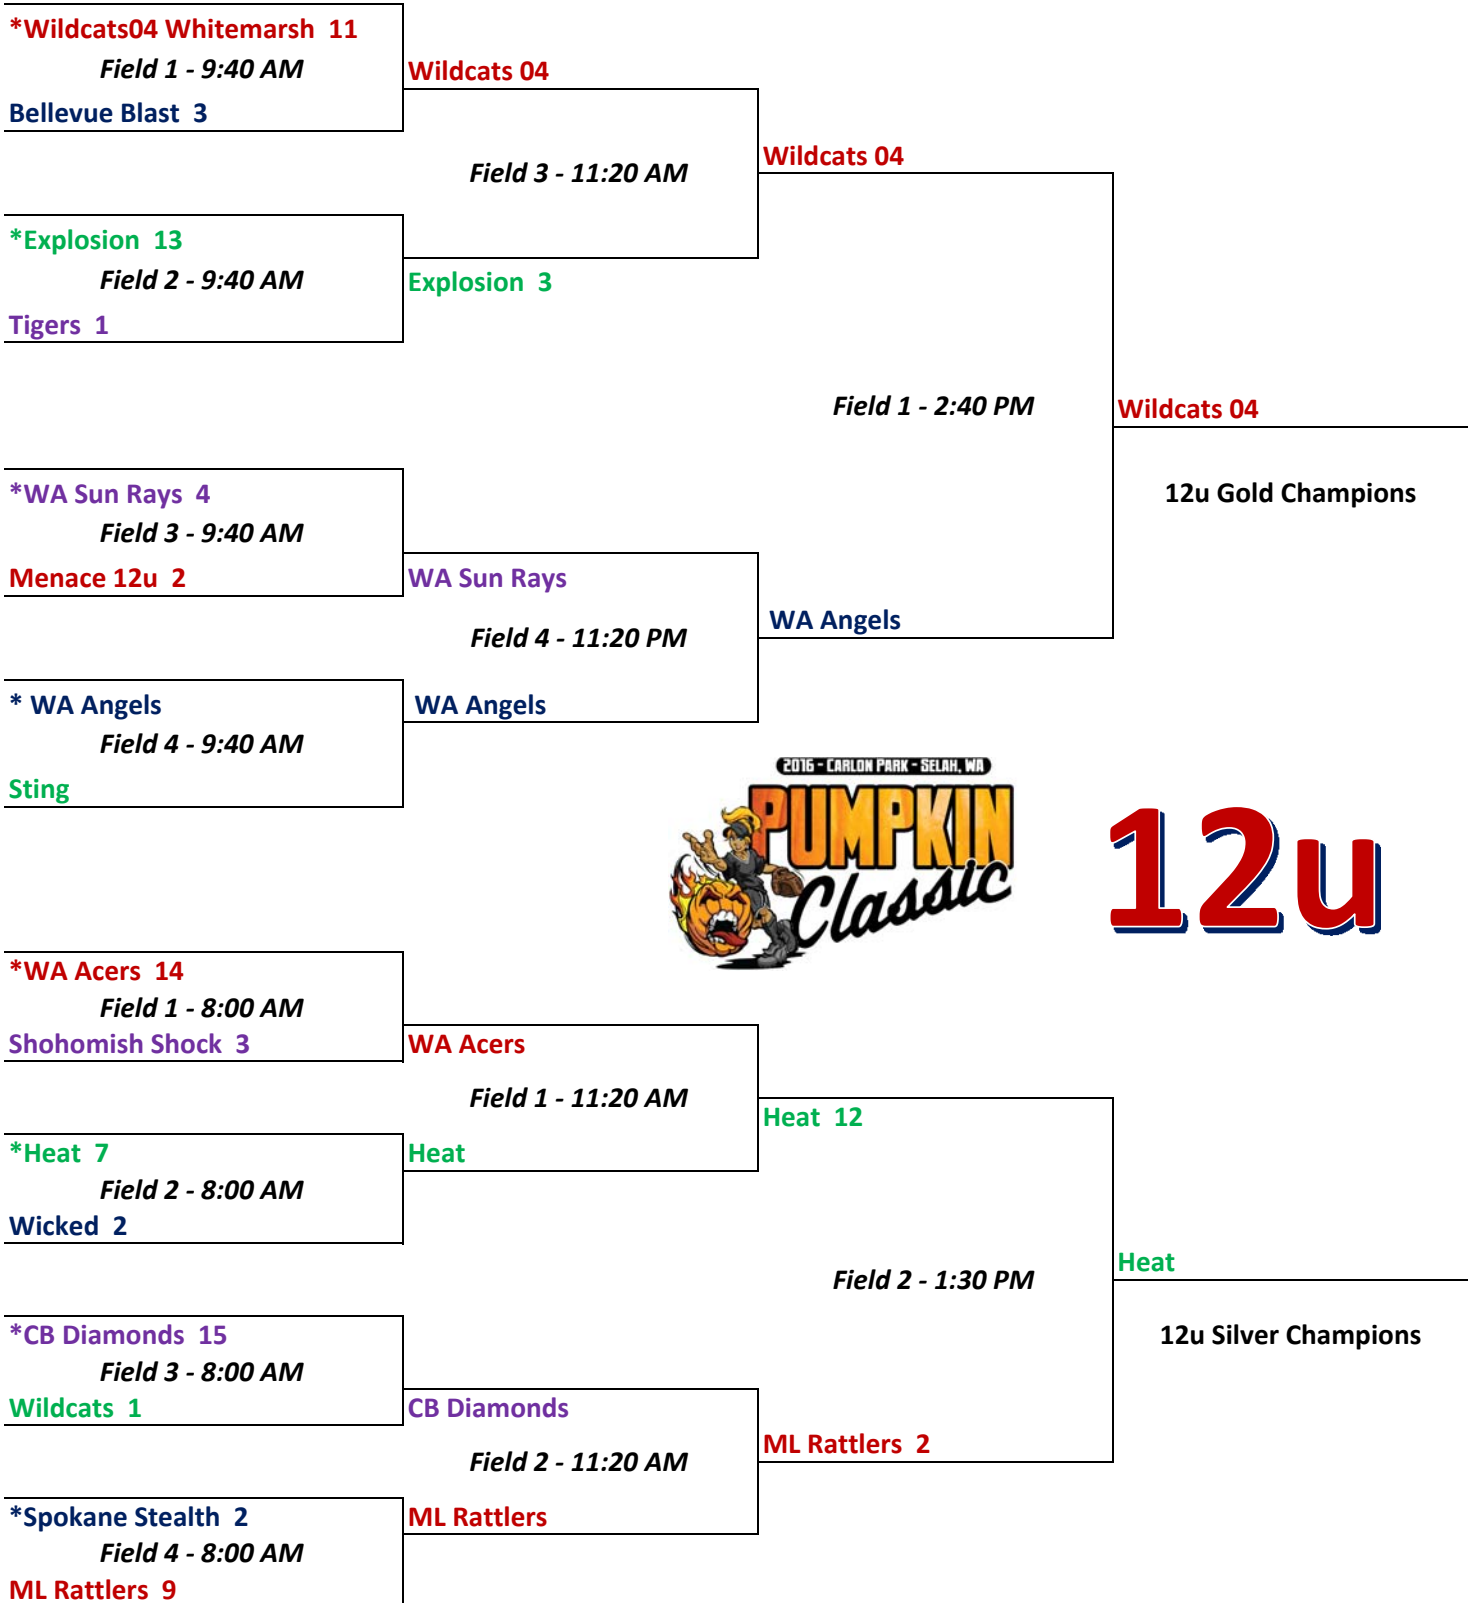 *Wildcats04 Whitemarsh 11
Field 1 - 9:40 AM
Wildcats 04
Bellevue Blast 3
Wildcats 04
Field 3 - 11:20 AM
*Explosion 13
Field 2 - 9:40 AM
Explosion 3
Tigers 1
Field 1 - 2:40 PM
Wildcats 04
*WA Sun Rays 4
12u Gold Champions
Field 3 - 9:40 AM
Menace 12u 2
WA Sun Rays
WA Angels
Field 4 - 11:20 PM
* WA Angels
WA Angels
Field 4 - 9:40 AM
Sting
2016 - CARLON PARK - SELAH, WA
PUMPKIN
Classic
12u
*WA Acers 14
Field 1 - 8:00 AM
Shohomish Shock 3
WA Acers
Field 1 - 11:20 AM
Heat 12
*Heat 7
Heat
Field 2 - 8:00 AM
Wicked 2
Heat
Field 2 - 1:30 PM
*CB Diamonds 15
12u Silver Champions
Field 3 - 8:00 AM
Wildcats 1
CB Diamonds
ML Rattlers 2
Field 2 - 11:20 AM
*Spokane Stealth 2
ML Rattlers
Field 4 - 8:00 AM
ML Rattlers 9